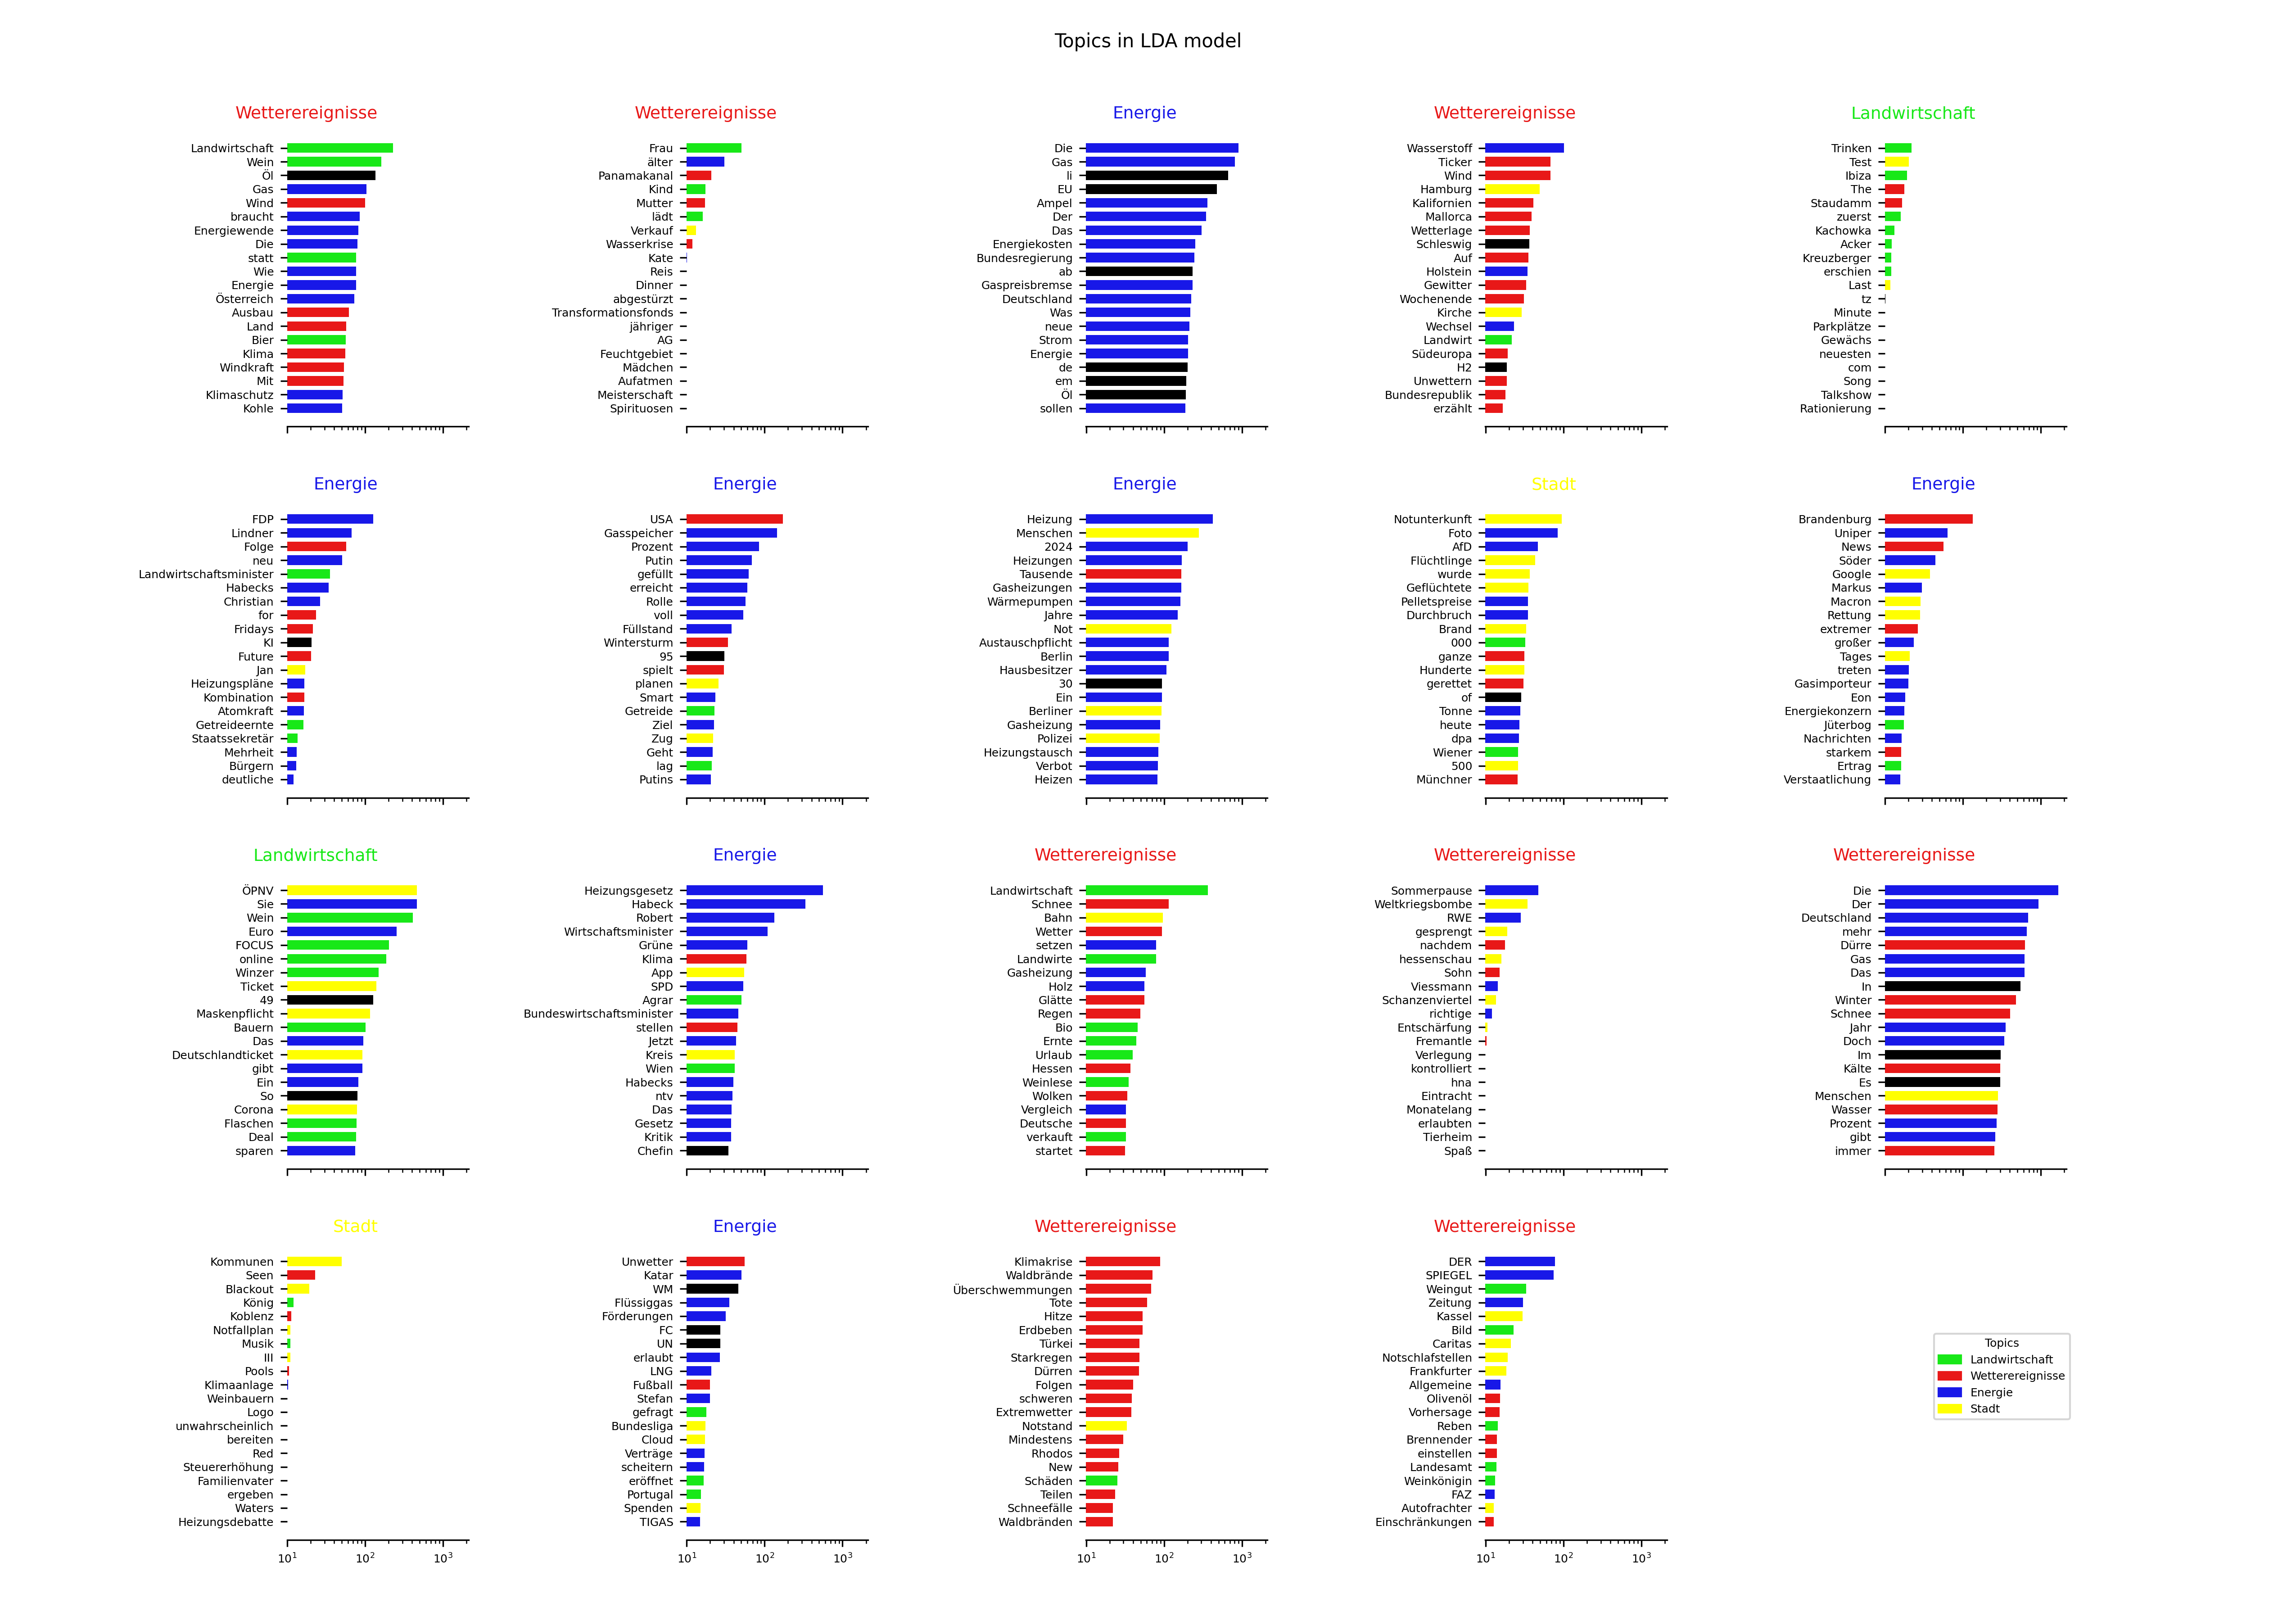 Topics in LDA model
Wetterereignisse
Landwirtschaft
Wein
Öl
Gas
Wind
braucht
Energiewende
Die
statt
Wie
Energie
Österreich
Ausbau
Land
Bier
Klima
Windkraft
Mit
Klimaschutz
Kohle
Wetterereignisse
Frau
älter
Panamakanal
Kind
Mutter
lädt
Verkauf
Wasserkrise
Kate
Reis
Dinner
abgestürzt
Transformationsfonds
jähriger
AG
Feuchtgebiet
Mädchen
Aufatmen
Meisterschaft
Spirituosen
Energie
Die
Gas
li
EU
Ampel
Der
Das
Energiekosten
Bundesregierung
ab
Gaspreisbremse
Deutschland
Was
neue
Strom
Energie
de
em
Öl
sollen
Wetterereignisse
Wasserstoff
Ticker
Wind
Hamburg
Kalifornien
Mallorca
Wetterlage
Schleswig
Auf
Holstein
Gewitter
Wochenende
Kirche
Wechsel
Landwirt
Südeuropa
H2
Unwettern
Bundesrepublik
erzählt
Landwirtschaft
Trinken
Test
Ibiza
The
Staudamm
zuerst
Kachowka
Acker
Kreuzberger
erschien
Last
tz
Minute
Parkplätze
Gewächs
neuesten
com
Song
Talkshow
Rationierung
Energie
FDP
Lindner
Folge
neu
Landwirtschaftsminister
Habecks
Christian
for
Fridays
KI
Future
Jan
Heizungspläne
Kombination
Atomkraft
Getreideernte
Staatssekretär
Mehrheit
Bürgern
deutliche
Energie
USA
Gasspeicher
Prozent
Putin
gefüllt
erreicht
Rolle
voll
Füllstand
Wintersturm
95
spielt
planen
Smart
Getreide
Ziel
Zug
Geht
lag
Putins
Energie
Heizung
Menschen
2024
Heizungen
Tausende
Gasheizungen
Wärmepumpen
Jahre
Not
Austauschpflicht
Berlin
Hausbesitzer
30
Ein
Berliner
Gasheizung
Polizei
Heizungstausch
Verbot
Heizen
Stadt
Notunterkunft
Foto
AfD
Flüchtlinge
wurde
Geflüchtete
Pelletspreise
Durchbruch
Brand
000
ganze
Hunderte
gerettet
of
Tonne
heute
dpa
Wiener
500
Münchner
Energie
Brandenburg
Uniper
News
Söder
Google
Markus
Macron
Rettung
extremer
großer
Tages
treten
Gasimporteur
Eon
Energiekonzern
Jüterbog
Nachrichten
starkem
Ertrag
Verstaatlichung
Landwirtschaft
ÖPNV
Sie
Wein
Euro
FOCUS
online
Winzer
Ticket
49
Maskenpflicht
Bauern
Das
Deutschlandticket
gibt
Ein
So
Corona
Flaschen
Deal
sparen
Energie
Heizungsgesetz
Habeck
Robert
Wirtschaftsminister
Grüne
Klima
App
SPD
Agrar
Bundeswirtschaftsminister
stellen
Jetzt
Kreis
Wien
Habecks
ntv
Das
Gesetz
Kritik
Chefin
Wetterereignisse
Landwirtschaft
Schnee
Bahn
Wetter
setzen
Landwirte
Gasheizung
Holz
Glätte
Regen
Bio
Ernte
Urlaub
Hessen
Weinlese
Wolken
Vergleich
Deutsche
verkauft
startet
Wetterereignisse
Sommerpause
Weltkriegsbombe
RWE
gesprengt
nachdem
hessenschau
Sohn
Viessmann
Schanzenviertel
richtige
Entschärfung
Fremantle
Verlegung
kontrolliert
hna
Eintracht
Monatelang
erlaubten
Tierheim
Spaß
Wetterereignisse
Die
Der
Deutschland
mehr
Dürre
Gas
Das
In
Winter
Schnee
Jahr
Doch
Im
Kälte
Es
Menschen
Wasser
Prozent
gibt
immer
Stadt
Kommunen
Seen
Blackout
König
Koblenz
Notfallplan
Musik
III
Pools
Klimaanlage
Weinbauern
Logo
unwahrscheinlich
bereiten
Red
Steuererhöhung
Familienvater
ergeben
Waters
Heizungsdebatte
10¹ 10² 10³
Energie
Unwetter
Katar
WM
Flüssiggas
Förderungen
FC
UN
erlaubt
LNG
Fußball
Stefan
gefragt
Bundesliga
Cloud
Verträge
scheitern
eröffnet
Portugal
Spenden
TIGAS
10¹ 10² 10³
Wetterereignisse
Klimakrise
Waldbrände
Überschwemmungen
Tote
Hitze
Erdbeben
Türkei
Starkregen
Dürren
Folgen
schweren
Extremwetter
Notstand
Mindestens
Rhodos
New
Schäden
Teilen
Schneefälle
Waldbränden
10¹ 10² 10³
Wetterereignisse
DER
SPIEGEL
Weingut
Zeitung
Kassel
Bild
Caritas
Notschlafstellen
Frankfurter
Allgemeine
Olivenöl
Vorhersage
Reben
Brennender
einstellen
Landesamt
Weinkönigin
FAZ
Autofrachter
Einschränkungen
10¹ 10² 10³
Topics
Landwirtschaft
Wetterereignisse
Energie
Stadt